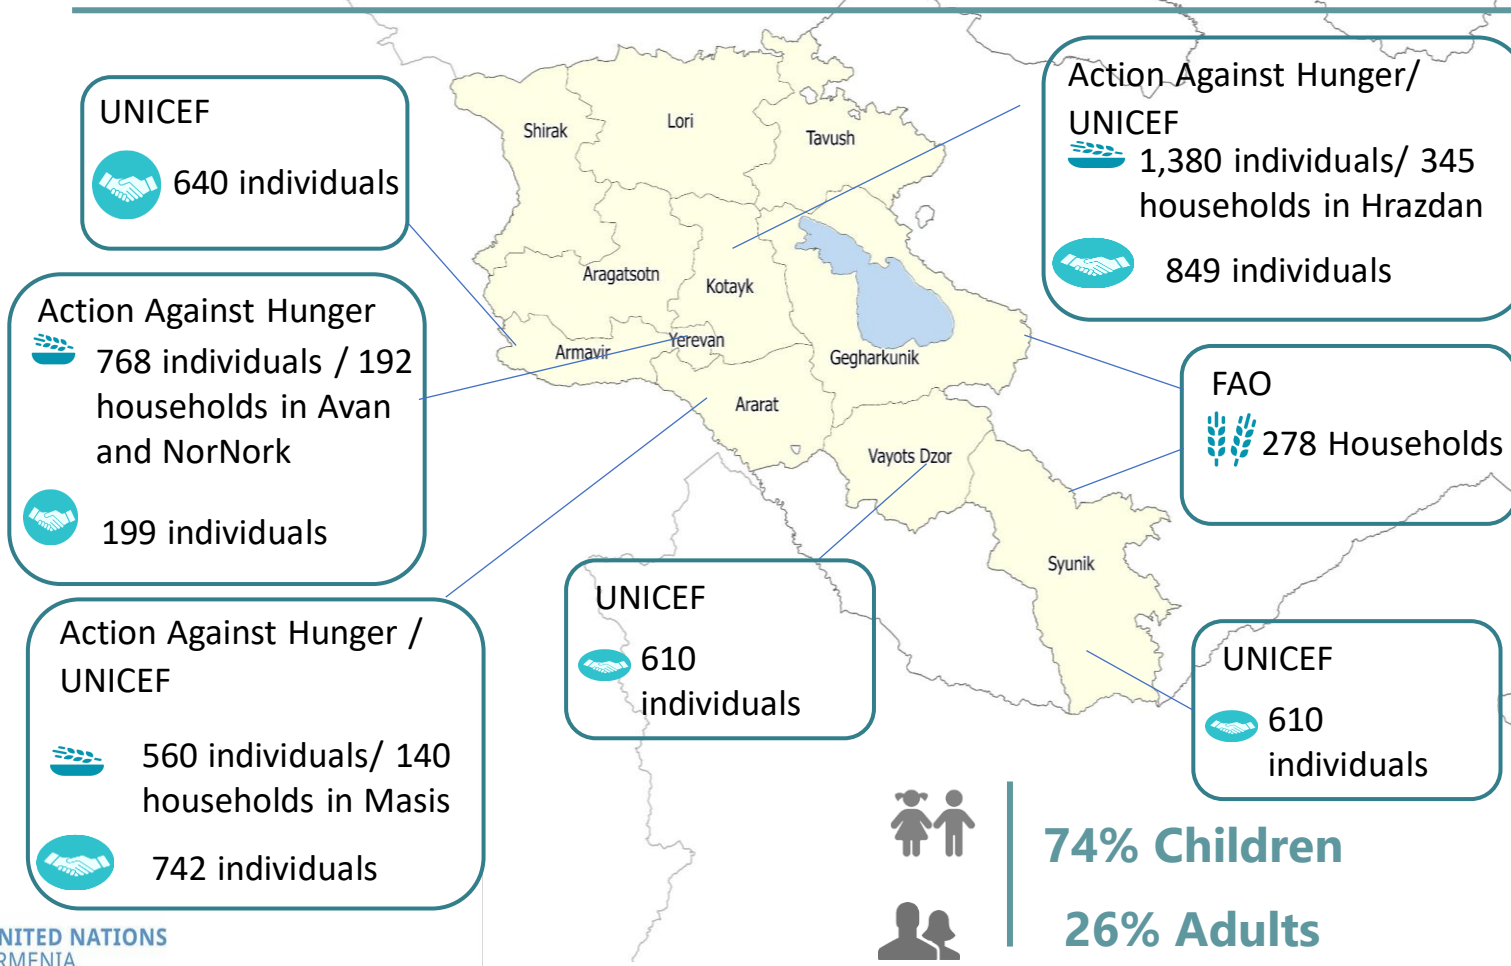 UNICEF
640 individuals
Action Against Hunger
768 individuals / 192
households in Avan
and NorNork
199 individuals
Action Against Hunger /
UNICEF
560 individuals/ 140
households in Masis
742 individuals
Shirak
Lori
Tavush
Aragatsotn
Kotayk
Armavir
Yerevan
Gegharkunik
Ararat
Vayots Dzor
Syunik
Action Against Hunger/
UNICEF
1,380 individuals/ 345
households in Hrazdan
849 individuals
FAO
278 Households
UNICEF
610
individuals
UNICEF
610
individuals
74% Children
26% Adults
NITED NATIONS
RMENIA